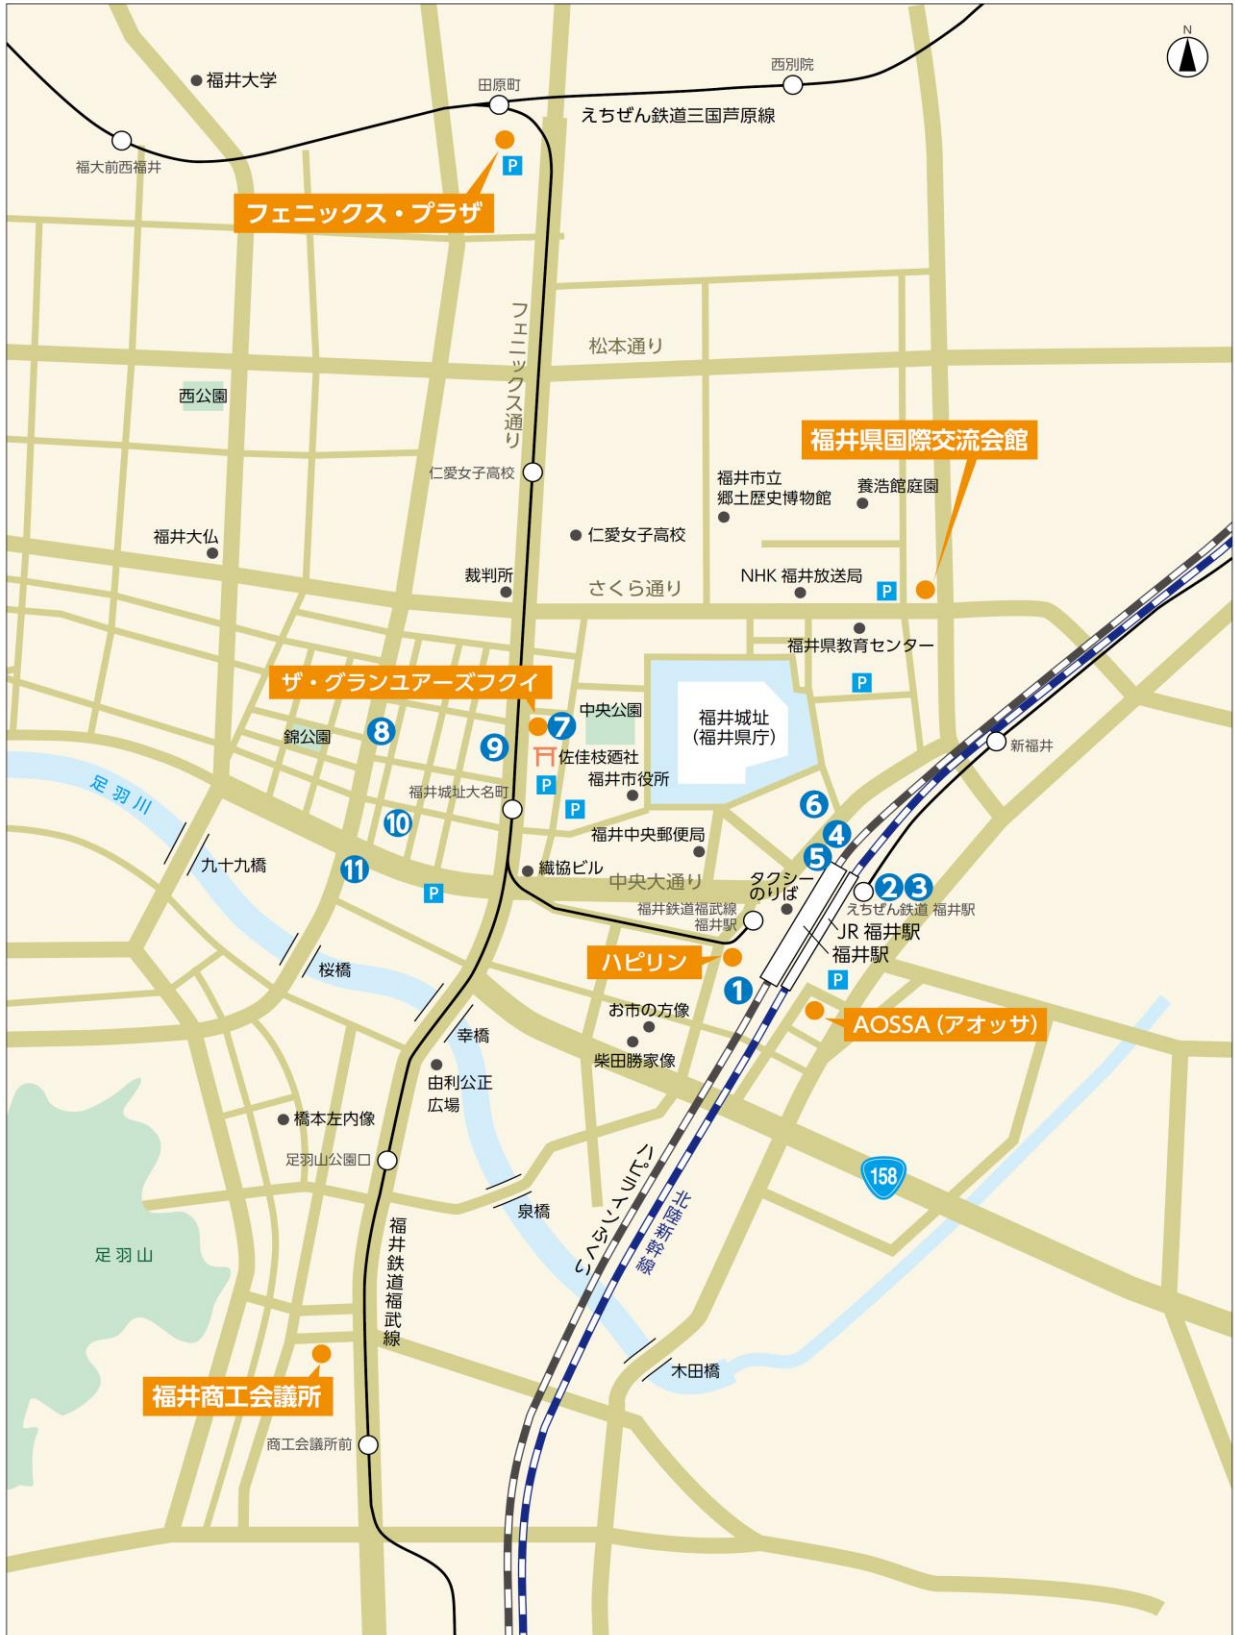 N
西別院
福井大学
田原町
えちぜん鉄道三国芦原線
福大前西福井
P
フェニックス・プラザ
フェニックス通り
松本通り
西公園
福井県国際交流会館
仁愛女子高校
福井市立
郷土歴史博物館
養浩館庭園
福井大仏
仁愛女子高校
裁判所
さくら通り
NHK 福井放送局
P
福井県教育センター
ザ・グランユアーズフクイ
P
中央公園
福井城址
(福井県庁)
8
7
9
錦公園
佐佳枝廼社
新福井
足羽川
P
福井市役所
福井城址大名町
P
6
10
4
福井中央郵便局
5
九十九橋
11
繊協ビル
中央大通り
タクシー
のりば
2
3
P
福井鉄道福武線
福井駅
えちぜん鉄道 福井駅
JR 福井駅
福井駅
ハピリン
桜橋
P
1
お市の方像
AOSSA (アオッサ)
幸橋
柴田勝家像
由利公正
広場
橋本左内像
足羽山公園口
158
泉橋
ハピラインふくい
北陸新幹線
足羽山
福井鉄道福武線
木田橋
福井商工会議所
商工会議所前